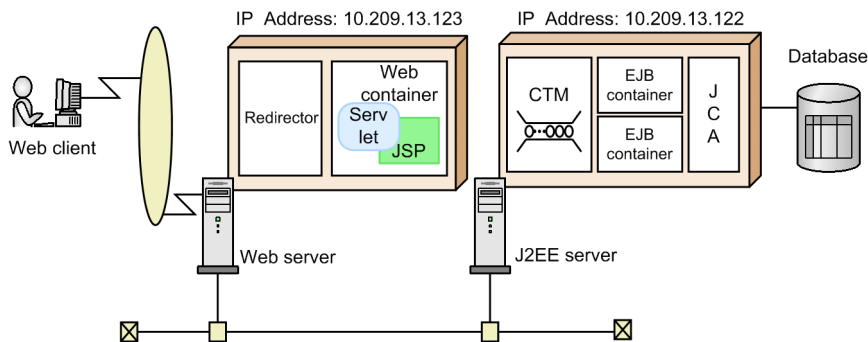 IP Address: 10.209.13.123
IP Address: 10.209.13.122
Web client
Redirector
Web
container
Serv
let
JSP
CTM
EJB
container
EJB
container
J
C
A
Database
Web server
J2EE server